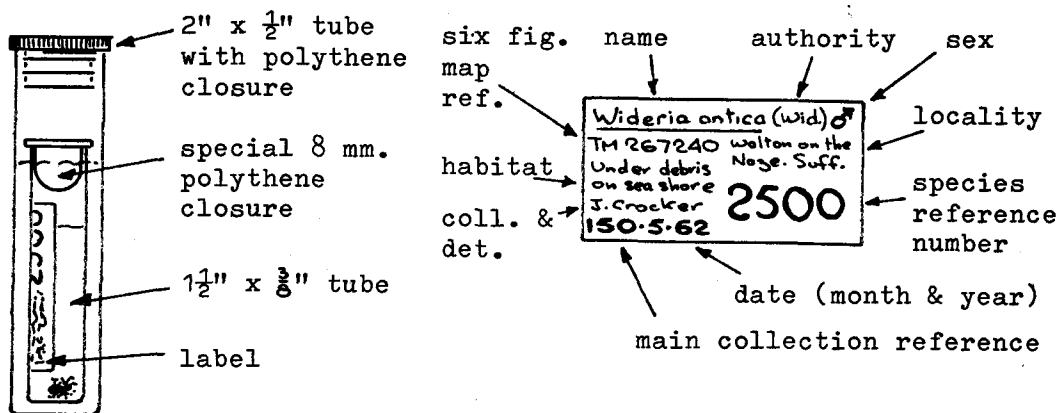 2" x ½" tube
with polythene
closure
special 8 mm.
polythene
closure
1½" x ⅜" tube
label
six fig.
map
ref.
name
authority
sex
locality
habitat
coll. &
det.
species
reference
number
date (month & year)
main collection reference
Wideria antica (Wid.) ♂
TM 267240 Walton on the
Naze. Suff.
Under debris
on sea shore
J. Crocker
2500
150·5·62
2500